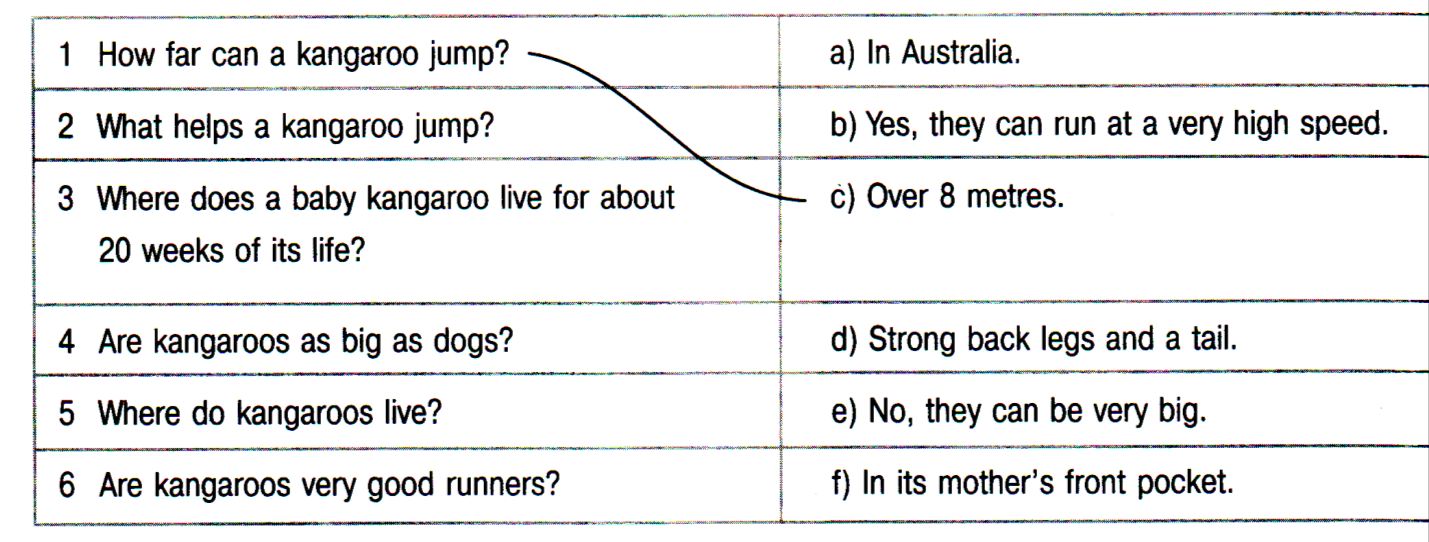 1 How far can a kangaroo jump?
a) In Australia.
2 What helps a kangaroo jump?
b) Yes, they can run at a very high speed.
3 Where does a baby kangaroo live for about
20 weeks of its life?
c) Over 8 metres.
4 Are kangaroos as big as dogs?
d) Strong back legs and a tail.
5 Where do kangaroos live?
e) No, they can be very big.
6 Are kangaroos very good runners?
f) In its mother's front pocket.